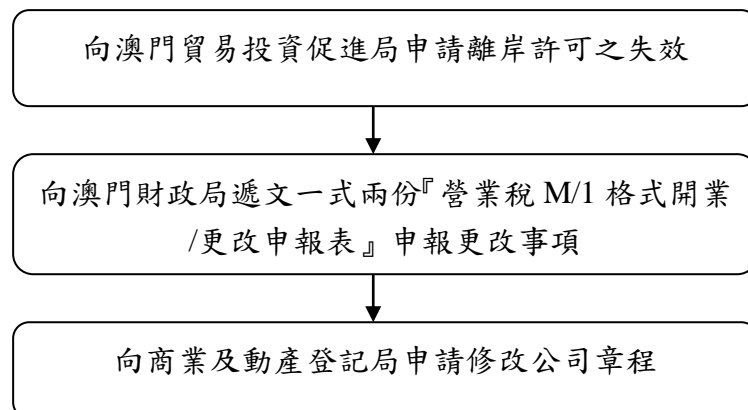 向澳門貿易投資促進局申請離岸許可之失效
向澳門財政局遞文一式兩份『營業稅 M/1 格式開業
/更改申報表』申報更改事項
向商業及動產登記局申請修改公司章程